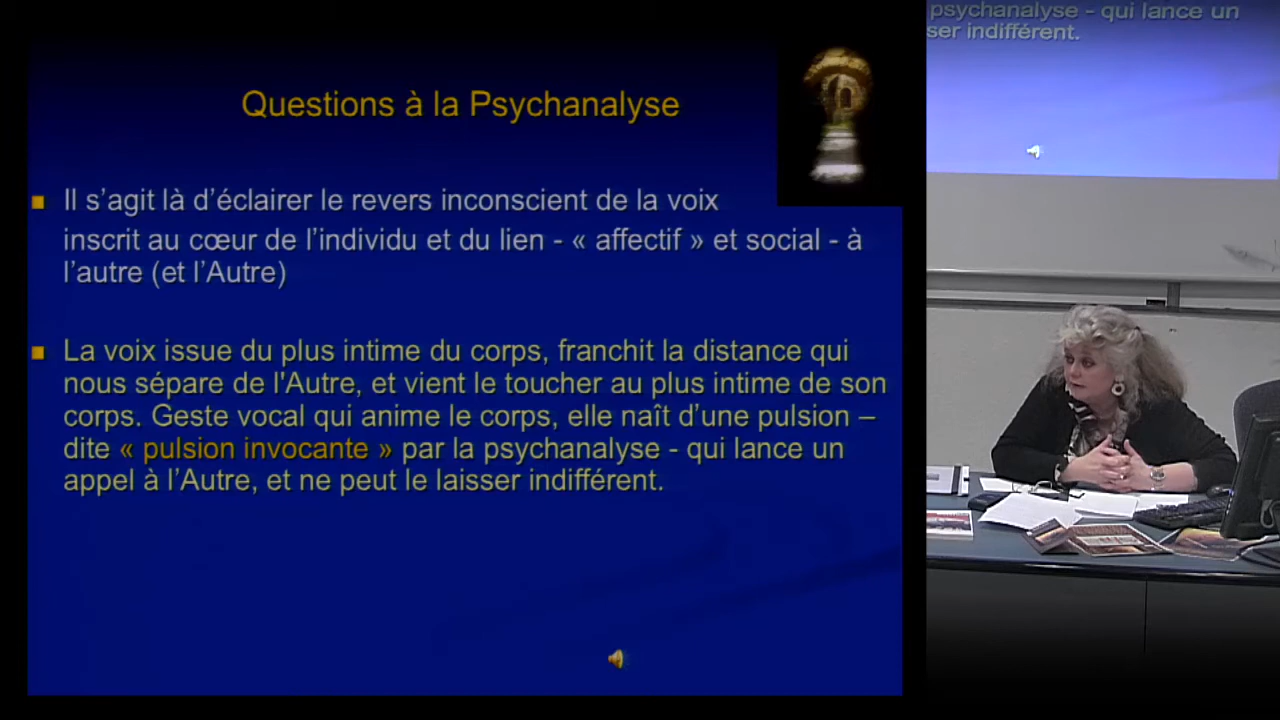 Questions à la Psychanalyse
Il s’agit là d’éclairer le revers inconscient de la voix
inscrit au cœur de l’individu et du lien - « affectif » et social - à
l’autre (et l’Autre)
La voix issue du plus intime du corps, franchit la distance qui
nous sépare de l'Autre, et vient le toucher au plus intime de son
corps. Geste vocal qui anime le corps, elle naît d’une pulsion –
dite « pulsion invocante » par la psychanalyse - qui lance un
appel à l’Autre, et ne peut le laisser indifférent.
psychanalyse - qui lance un
ser indifférent.